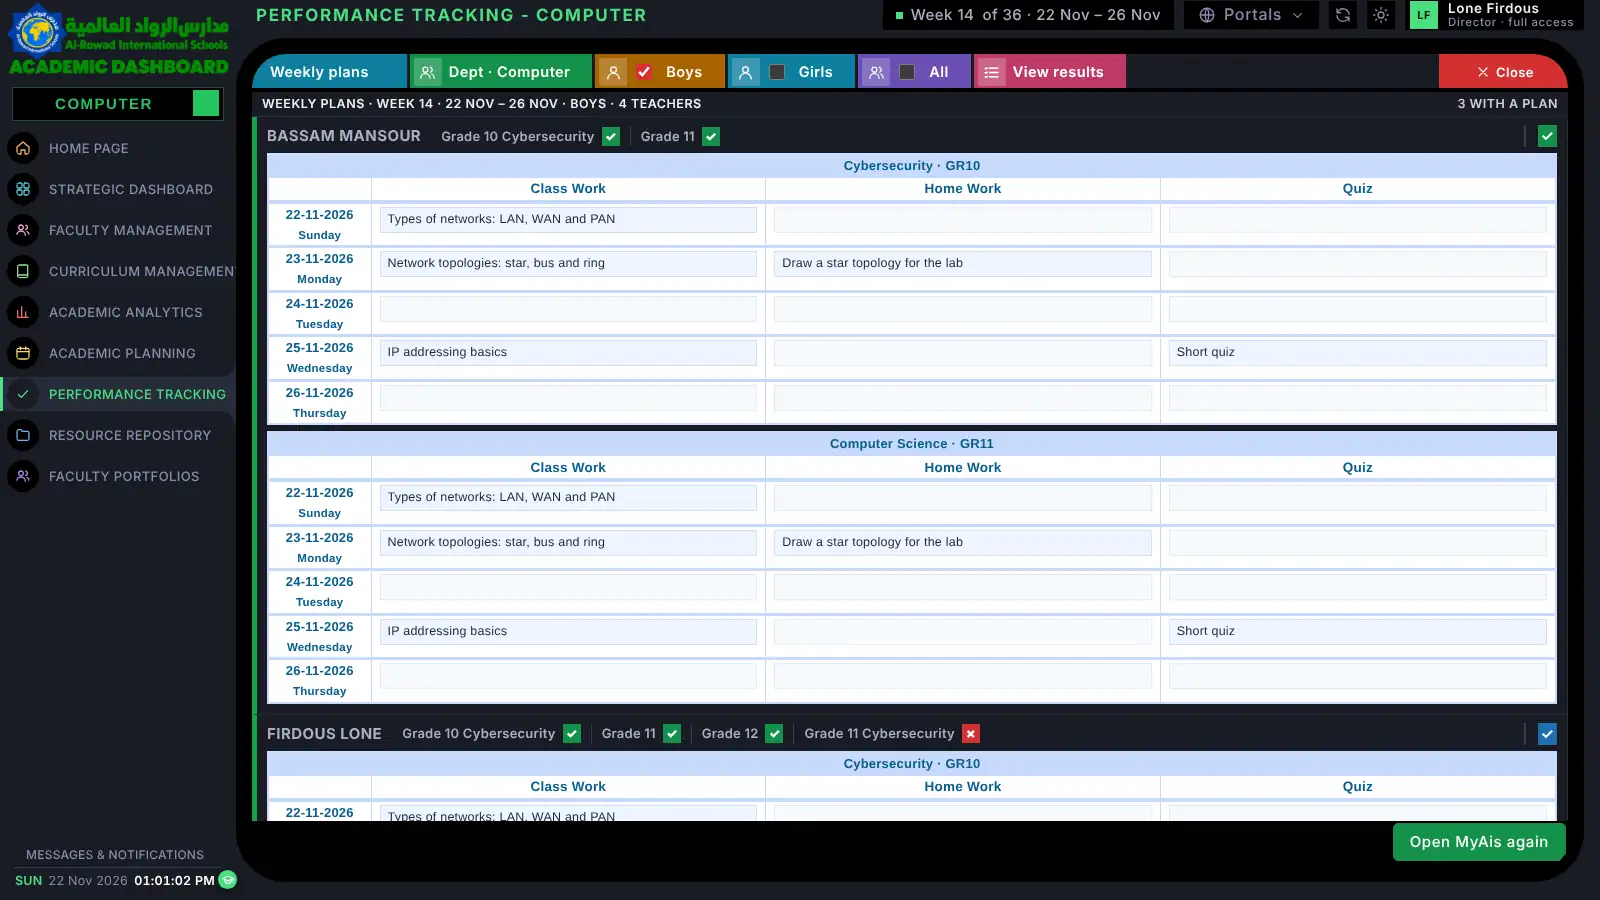 مدارس الرواد العالمية
Al-Rowad International Schools
ACADEMIC DASHBOARD
PERFORMANCE TRACKING - COMPUTER
Week 14 of 36 · 22 Nov – 26 Nov
Portals
LF
Lone Firdous
Director · full access
COMPUTER
HOME PAGE
STRATEGIC DASHBOARD
FACULTY MANAGEMENT
CURRICULUM MANAGEMEN
ACADEMIC ANALYTICS
ACADEMIC PLANNING
PERFORMANCE TRACKING
RESOURCE REPOSITORY
FACULTY PORTFOLIOS
MESSAGES & NOTIFICATIONS
SUN 22 Nov 2026 01:01:02 PM
Weekly plans
Dept · Computer
Boys
Girls
All
View results
Close
WEEKLY PLANS · WEEK 14 · 22 NOV – 26 NOV · BOYS · 4 TEACHERS
3 WITH A PLAN
BASSAM MANSOUR Grade 10 Cybersecurity Grade 11
Cybersecurity · GR10
Class Work Home Work Quiz
22-11-2026 Types of networks: LAN, WAN and PAN
Sunday
23-11-2026 Network topologies: star, bus and ring Draw a star topology for the lab
Monday
24-11-2026
Tuesday
25-11-2026 IP addressing basics Short quiz
Wednesday
26-11-2026
Thursday
Computer Science · GR11
Class Work Home Work Quiz
22-11-2026 Types of networks: LAN, WAN and PAN
Sunday
23-11-2026 Network topologies: star, bus and ring Draw a star topology for the lab
Monday
24-11-2026
Tuesday
25-11-2026 IP addressing basics Short quiz
Wednesday
26-11-2026
Thursday
FIRDOUS LONE Grade 10 Cybersecurity Grade 11 Grade 12 Grade 11 Cybersecurity
Cybersecurity · GR10
Class Work Home Work Quiz
22-11-2026 Types of networks: LAN, WAN and PAN
Open MyAis again